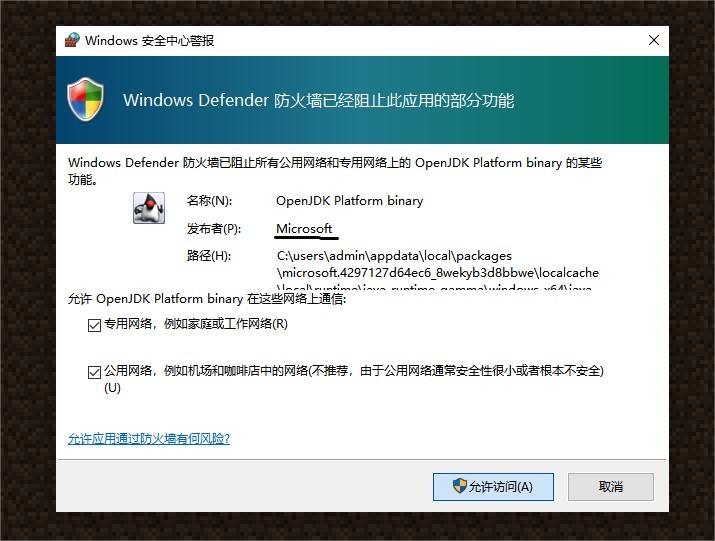 Windows 安全中心警报
Windows Defender 防火墙已经阻止此应用的部分功能
Windows Defender 防火墙已阻止所有公用网络和专用网络上的 OpenJDK Platform binary 的某些
功能。
名称(N): OpenJDK Platform binary
发布者(P): Microsoft
路径(H): C:\users\admin\appdata\local\packages
\microsoft.4297127d64ec6_8wekyb3d8bbwe\localcache
\local\runtime\java-runtime-gamma\windows-x64\java-
允许 OpenJDK Platform binary 在这些网络上通信:
专用网络，例如家庭或工作网络(R)
公用网络，例如机场和咖啡店中的网络(不推荐，由于公用网络通常安全性很小或者根本不安全)
(U)
允许应用通过防火墙有何风险?
允许访问(A)
取消